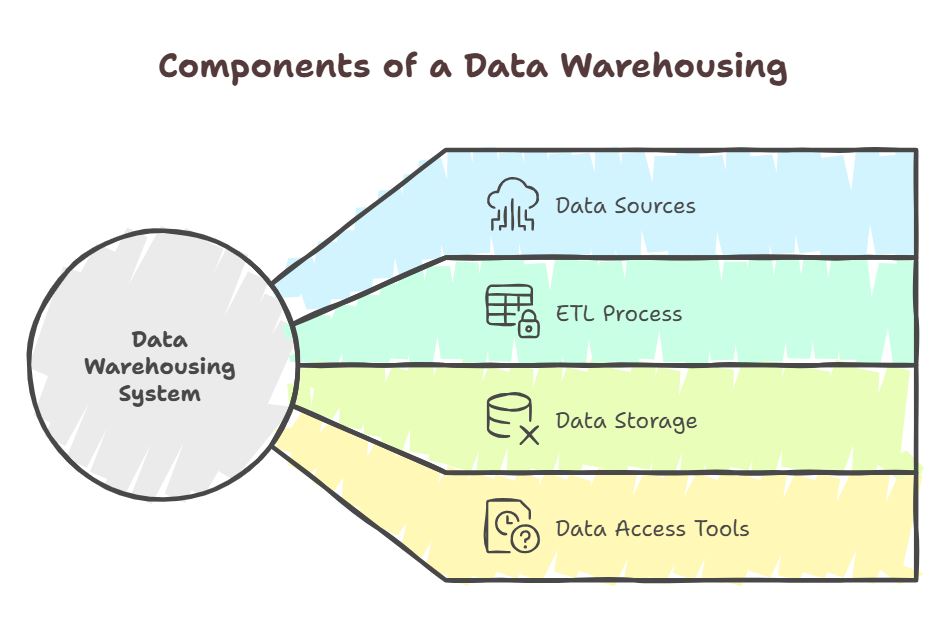 Components of a Data Warehousing
Data Sources
ETL Process
Data
Warehousing
System
Data Storage
Data Access Tools